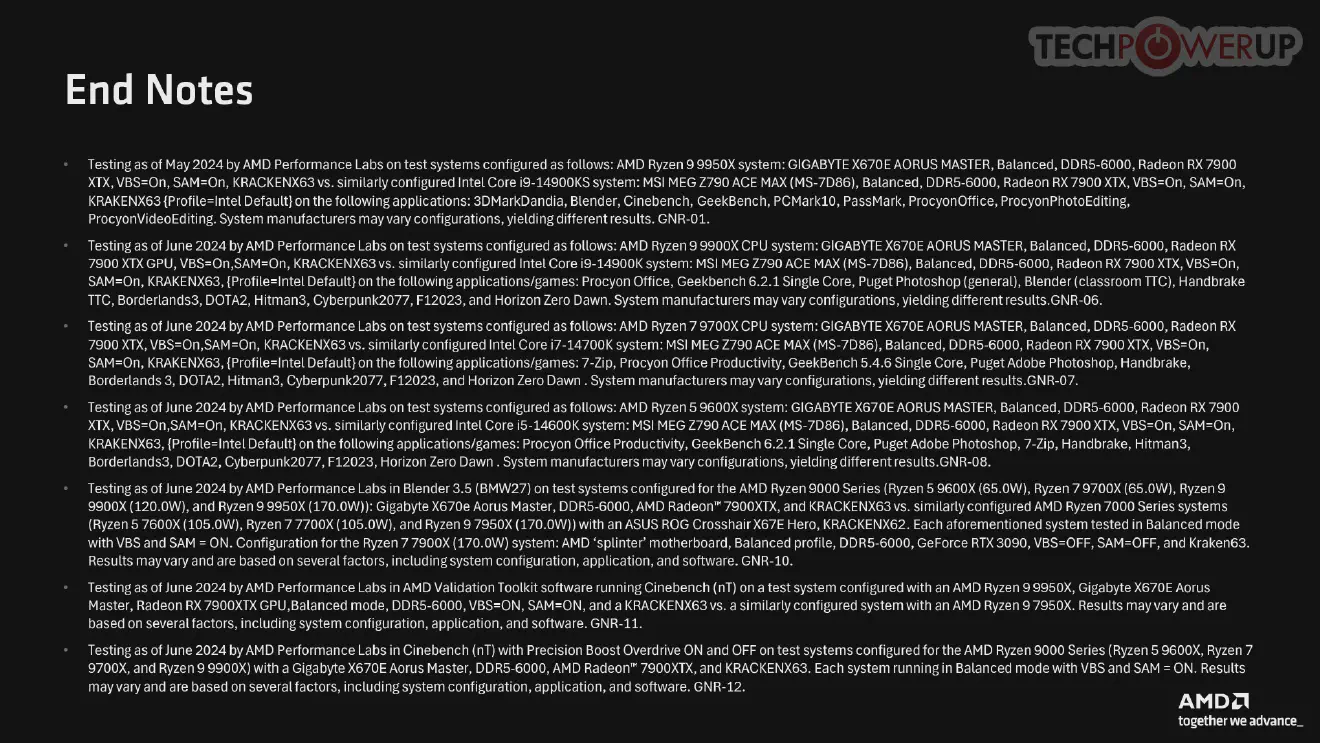 TECHPOWERUP
End Notes
• Testing as of May 2024 by AMD Performance Labs on test systems configured as follows: AMD Ryzen 9 9950X system: GIGABYTE X670E AORUS MASTER, Balanced, DDR5-6000, Radeon RX 7900
XTX, VBS=On, SAM=On, KRACKENX63 vs. similarly configured Intel Core i9-14900KS system: MSI MEG Z790 ACE MAX (MS-7D86), Balanced, DDR5-6000, Radeon RX 7900 XTX, VBS=On, SAM=On,
KRAKENX63 {Profile=Intel Default} on the following applications: 3DMarkDandia, Blender, Cinebench, GeekBench, PCMark10, PassMark, ProcyonOffice, ProcyonPhotoEditing,
ProcyonVideoEditing. System manufacturers may vary configurations, yielding different results. GNR-01.
• Testing as of June 2024 by AMD Performance Labs on test systems configured as follows: AMD Ryzen 9 9900X CPU system: GIGABYTE X670E AORUS MASTER, Balanced, DDR5-6000, Radeon RX
7900 XTX GPU, VBS=On,SAM=On, KRACKENX63 vs. similarly configured Intel Core i9-14900K system: MSI MEG Z790 ACE MAX (MS-7D86), Balanced, DDR5-6000, Radeon RX 7900 XTX, VBS=On,
SAM=On, KRAKENX63, {Profile=Intel Default} on the following applications/games: Procyon Office, Geekbench 6.2.1 Single Core, Puget Photoshop (general), Blender (classroom TTC), Handbrake
TTC, Borderlands3, DOTA2, Hitman3, Cyberpunk2077, F12023, and Horizon Zero Dawn. System manufacturers may vary configurations, yielding different results.GNR-06.
• Testing as of June 2024 by AMD Performance Labs on test systems configured as follows: AMD Ryzen 7 9700X CPU system: GIGABYTE X670E AORUS MASTER, Balanced, DDR5-6000, Radeon RX
7900 XTX, VBS=On,SAM=On, KRACKENX63 vs. similarly configured Intel Core i7-14700K system: MSI MEG Z790 ACE MAX (MS-7D86), Balanced, DDR5-6000, Radeon RX 7900 XTX, VBS=On,
SAM=On, KRAKENX63, {Profile=Intel Default} on the following applications/games: 7-Zip, Procyon Office Productivity, GeekBench 5.4.6 Single Core, Puget Adobe Photoshop, Handbrake,
Borderlands 3, DOTA2, Hitman3, Cyberpunk2077, F12023, and Horizon Zero Dawn . System manufacturers may vary configurations, yielding different results.GNR-07.
• Testing as of June 2024 by AMD Performance Labs on test systems configured as follows: AMD Ryzen 5 9600X system: GIGABYTE X670E AORUS MASTER, Balanced, DDR5-6000, Radeon RX 7900
XTX, VBS=On,SAM=On, KRACKENX63 vs. similarly configured Intel Core i5-14600K system: MSI MEG Z790 ACE MAX (MS-7D86), Balanced, DDR5-6000, Radeon RX 7900 XTX, VBS=On, SAM=On,
KRAKENX63, {Profile=Intel Default} on the following applications/games: Procyon Office Productivity, GeekBench 6.2.1 Single Core, Puget Adobe Photoshop, 7-Zip, Handbrake, Hitman3,
Borderlands3, DOTA2, Cyberpunk2077, F12023, Horizon Zero Dawn . System manufacturers may vary configurations, yielding different results.GNR-08.
• Testing as of June 2024 by AMD Performance Labs in Blender 3.5 (BMW27) on test systems configured for the AMD Ryzen 9000 Series (Ryzen 5 9600X (65.0W), Ryzen 7 9700X (65.0W), Ryzen 9
9900X (120.0W), and Ryzen 9 9950X (170.0W)): Gigabyte X670e Aorus Master, DDR5-6000, AMD Radeon™ 7900XTX, and KRACKENX63 vs. similarly configured AMD Ryzen 7000 Series systems
(Ryzen 5 7600X (105.0W), Ryzen 7 7700X (105.0W), and Ryzen 9 7950X (170.0W)) with an ASUS ROG Crosshair X67E Hero, KRACKENX62. Each aforementioned system tested in Balanced mode
with VBS and SAM = ON. Configuration for the Ryzen 7 7900X (170.0W) system: AMD ‘splinter’ motherboard, Balanced profile, DDR5-6000, GeForce RTX 3090, VBS=OFF, SAM=OFF, and Kraken63.
Results may vary and are based on several factors, including system configuration, application, and software. GNR-10.
• Testing as of June 2024 by AMD Performance Labs in AMD Validation Toolkit software running Cinebench (nT) on a test system configured with an AMD Ryzen 9 9950X, Gigabyte X670E Aorus
Master, Radeon RX 7900XTX GPU,Balanced mode, DDR5-6000, VBS=ON, SAM=ON, and a KRACKENX63 vs. a similarly configured system with an AMD Ryzen 9 7950X. Results may vary and are
based on several factors, including system configuration, application, and software. GNR-11.
• Testing as of June 2024 by AMD Performance Labs in Cinebench (nT) with Precision Boost Overdrive ON and OFF on test systems configured for the AMD Ryzen 9000 Series (Ryzen 5 9600X, Ryzen 7
9700X, and Ryzen 9 9900X) with a Gigabyte X670E Aorus Master, DDR5-6000, AMD Radeon™ 7900XTX, and KRACKENX63. Each system running in Balanced mode with VBS and SAM = ON. Results
may vary and are based on several factors, including system configuration, application, and software. GNR-12.
AMD
together we advance_